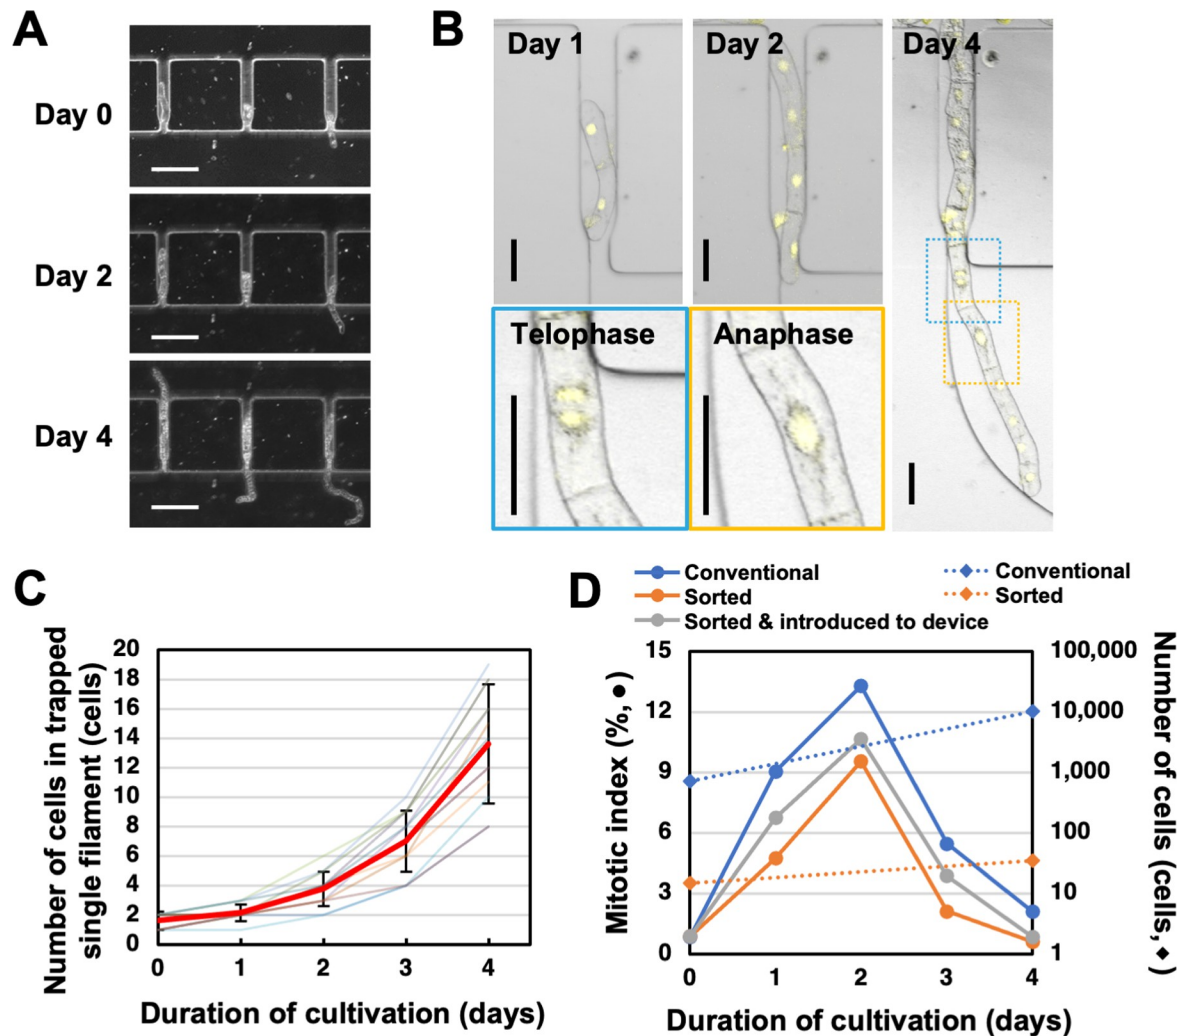 A
Day 0
Day 2
Day 4
B
Day 1
Day 2
Day 4
Telophase
Anaphase
C
Number of cells in trapped
single filament (cells)
20
18
16
14
12
10
8
6
4
2
0
0 1 2 3 4
Duration of cultivation (days)
D
Conventional
Sorted
Sorted & introduced to device
Conventional
Sorted
Mitotic index (%, ●)
15
12
9
6
3
0
100,000
10,000
1,000
100
10
1
Number of cells (cells, ◆)
0 1 2 3 4
Duration of cultivation (days)